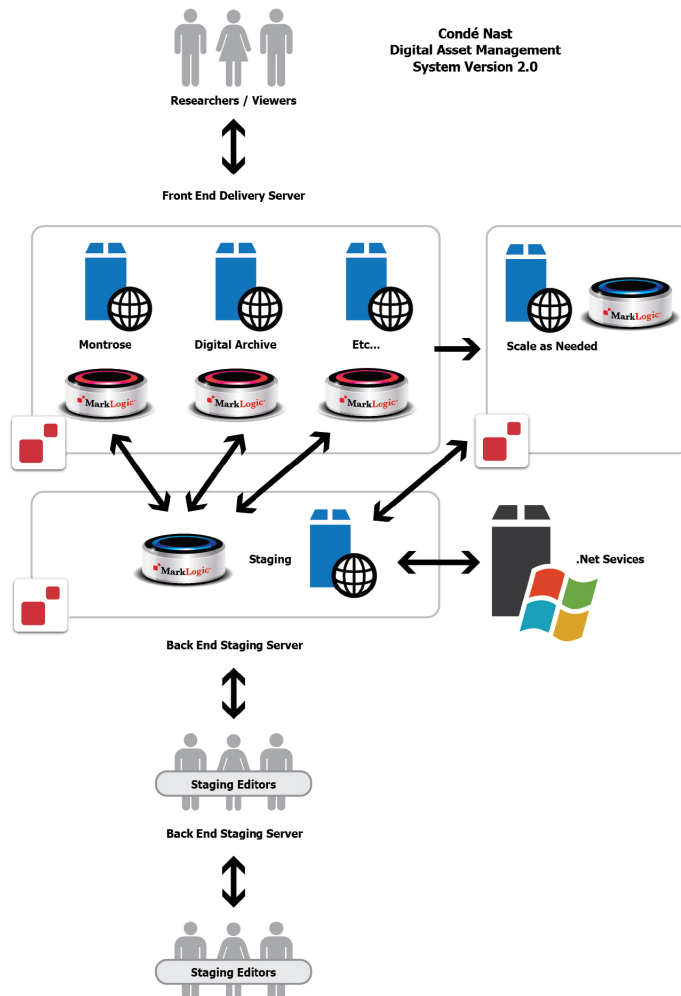 Condé Nast
Digital Asset Management
System Version 2.0
Researchers / Viewers
Front End Delivery Server
Montrose
Digital Archive
Etc...
Scale as Needed
MarkLogic
MarkLogic
MarkLogic
MarkLogic
MarkLogic
Staging
.Net Sevices
Back End Staging Server
Staging Editors
Back End Staging Server
Staging Editors